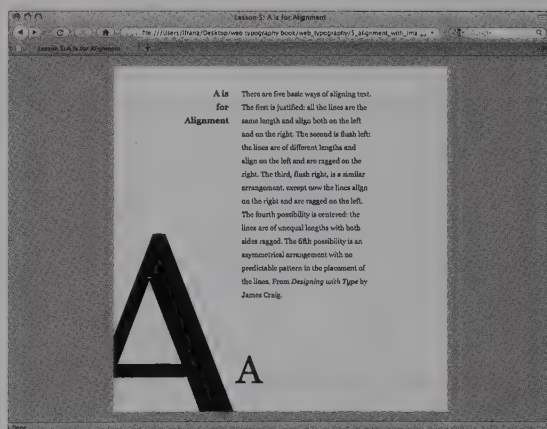 Lesson 5: A is for Alignment
file:///Users/lfranz/Desktop/web typography book/web_typography/5_alignment_with_ima
Lesson 5: A is for Alignment
A is
for
Alignment
There are five basic ways of aligning text.
The first is justified: all the lines are the
same length and align both on the left
and on the right. The second is flush left:
the lines are of different lengths and
align on the left and are ragged on the
right. The third, flush right, is a similar
arrangement, except now the lines align
on the right and are ragged on the left.
The fourth possibility is centered: the
lines are of unequal lengths with both
sides ragged. The fifth possibility is an
asymmetrical arrangement with no
predictable pattern in the placement of
the lines. From Designing with Type by
James Craig.
A
A
Done